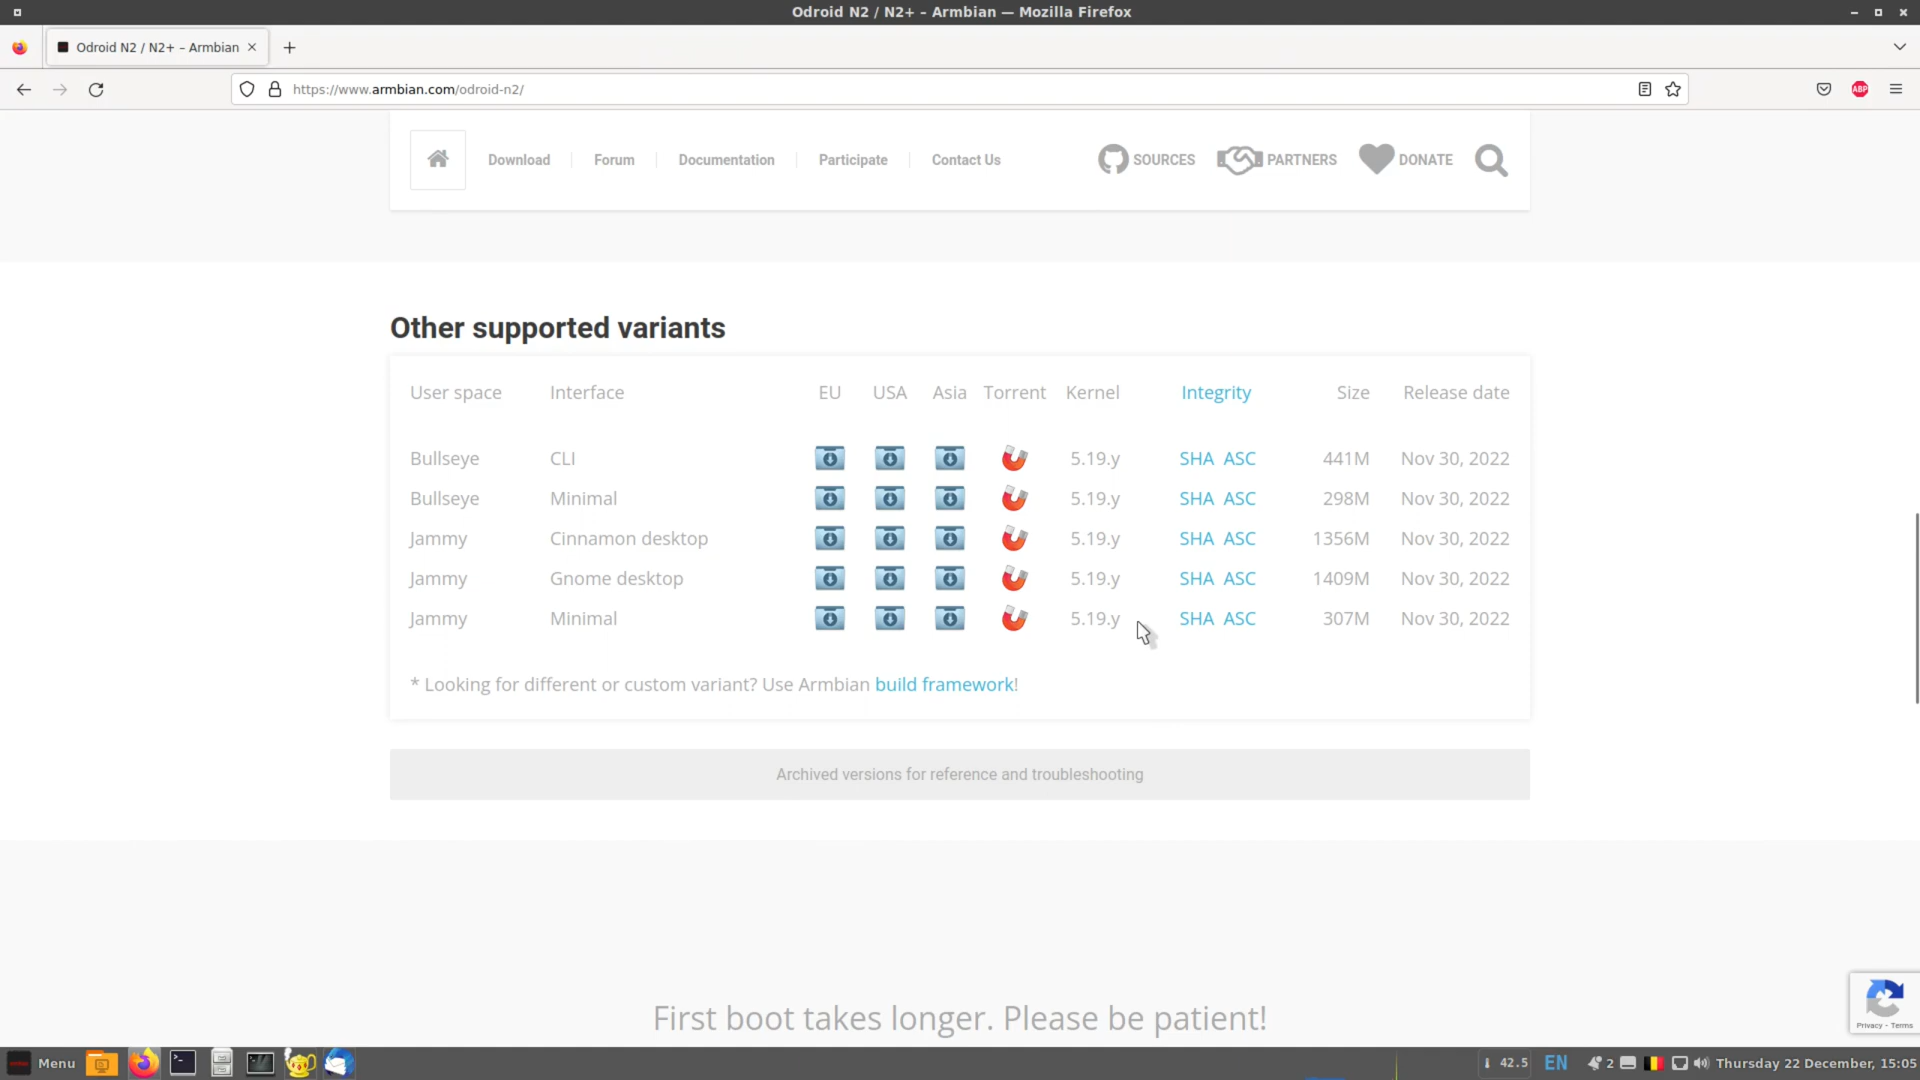 Odroid N2 / N2+ – Armbian — Mozilla Firefox
Odroid N2 / N2+ – Armbian
https://www.armbian.com/odroid-n2/
ABP
Download Forum Documentation Participate Contact Us SOURCES PARTNERS DONATE
Other supported variants
User space Interface EU USA Asia Torrent Kernel Integrity Size Release date
Bullseye CLI 5.19.y SHA ASC 441M Nov 30, 2022
Bullseye Minimal 5.19.y SHA ASC 298M Nov 30, 2022
Jammy Cinnamon desktop 5.19.y SHA ASC 1356M Nov 30, 2022
Jammy Gnome desktop 5.19.y SHA ASC 1409M Nov 30, 2022
Jammy Minimal 5.19.y SHA ASC 307M Nov 30, 2022
* Looking for different or custom variant? Use Armbian build framework!
Archived versions for reference and troubleshooting
First boot takes longer. Please be patient!
Privacy - Terms
Menu 42.5 EN 2 Thursday 22 December, 15:05